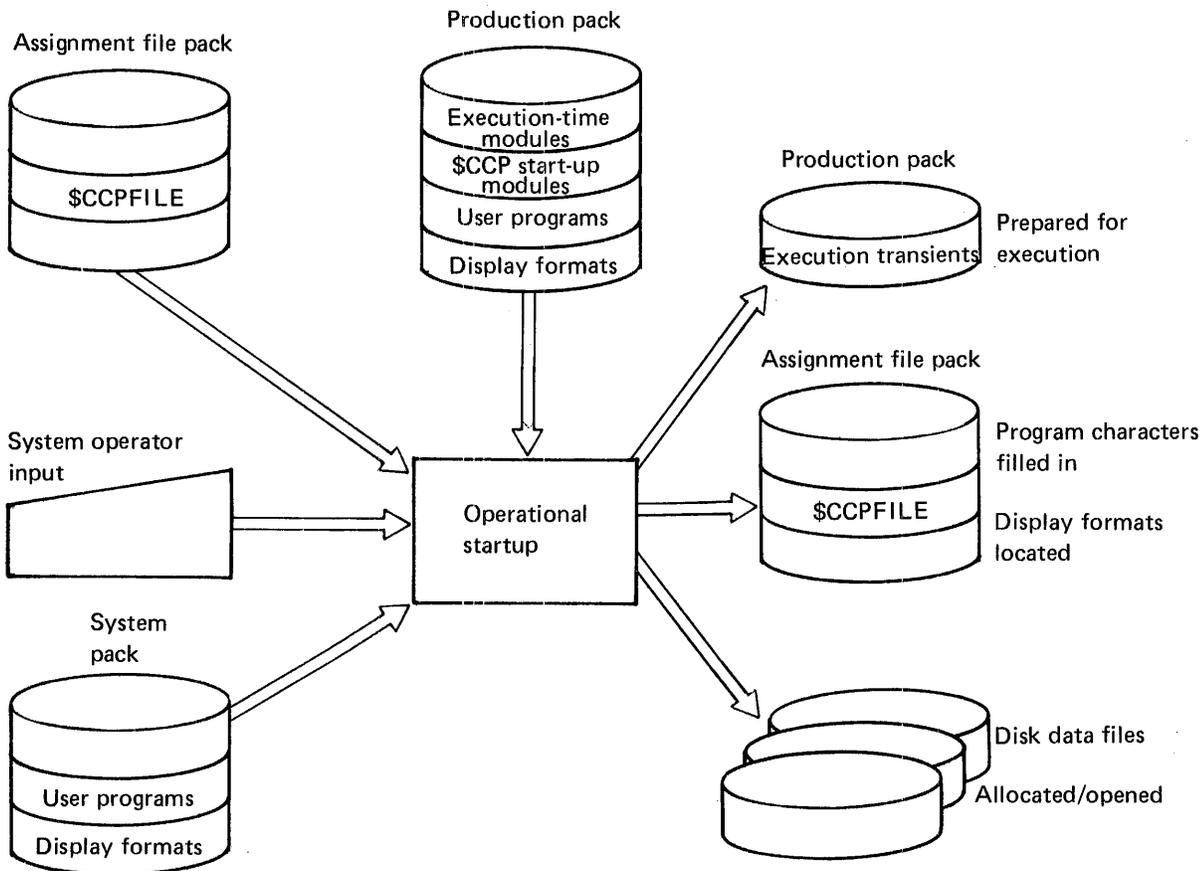 Assignment file pack
$CCPFILE
Production pack
Execution-time
modules
$CCP start-up
modules
User programs
Display formats
Production pack
Execution transients
Prepared for
execution
Assignment file pack
$CCPFILE
Program characters
filled in
Display formats
located
System operator
input
Operational
startup
System
pack
User programs
Display formats
Disk data files
Allocated/opened